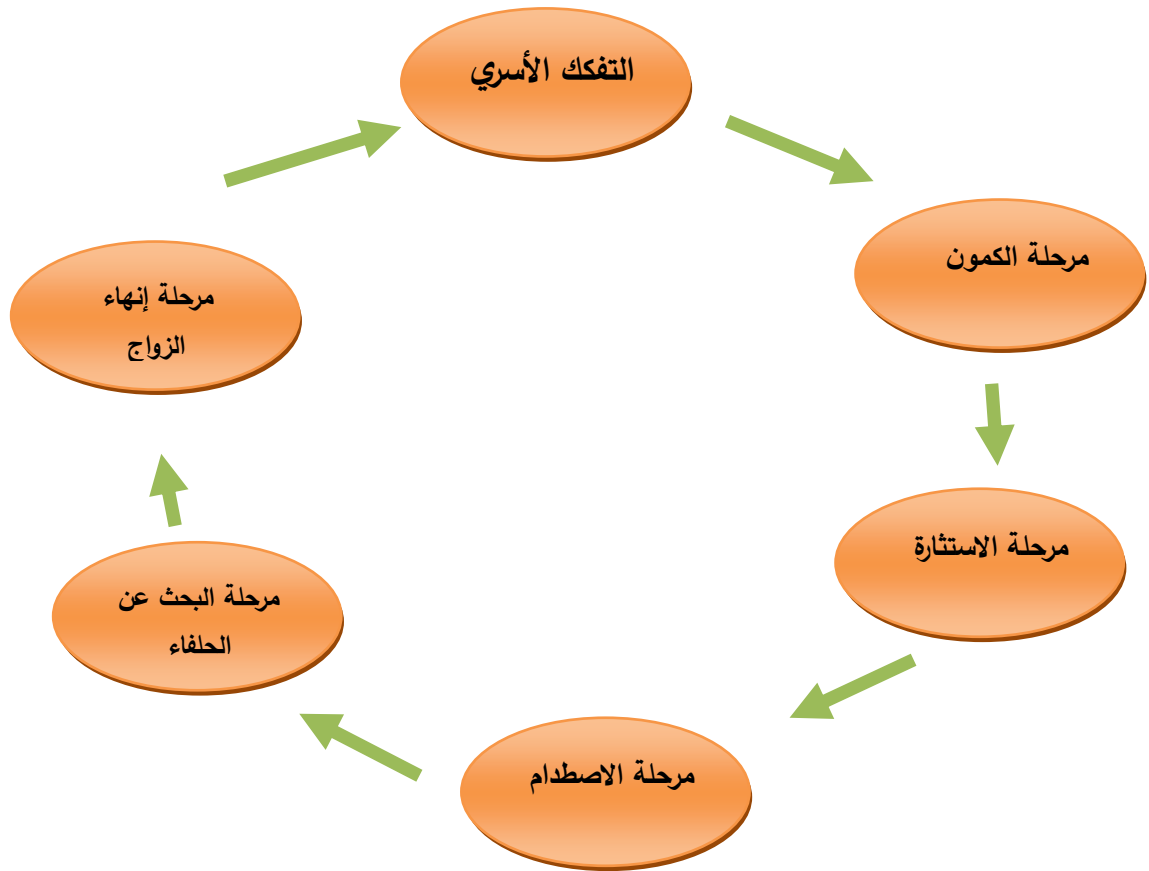 التفكك الأسري
مرحلة الكمون
مرحلة الاستثارة
مرحلة الاصطدام
مرحلة البحث عن
الحلفاء
مرحلة إنهاء
الزواج